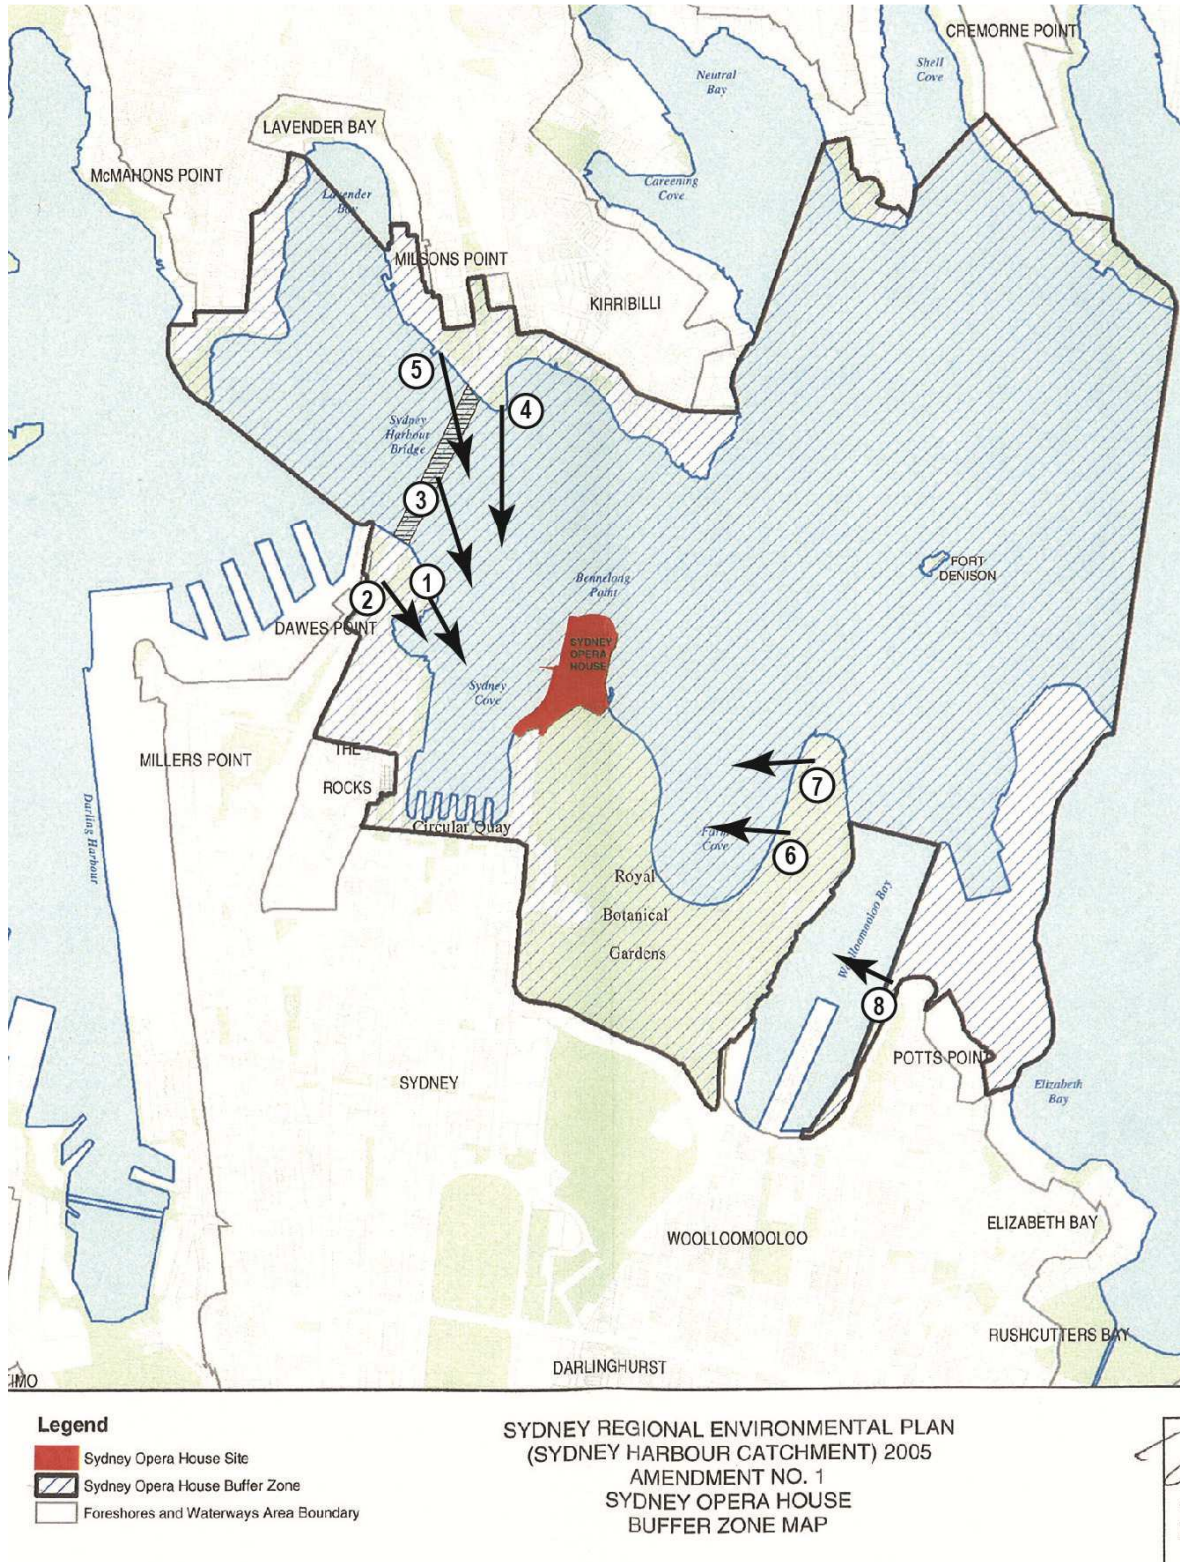 CREMORNE POINT
Shell
Cove
Neutral
Bay
LAVENDER BAY
McMAHONS POINT
Lavender
Bay
Careening
Cove
MILSONS POINT
KIRRIBILLI
5
4
Sydney
Harbour
Bridge
3
FORT
DENISON
Bennelong
Point
1
2
DAWES POINT
SYDNEY
OPERA
HOUSE
Sydney
Cove
THE
ROCKS
MILLERS POINT
7
Darling Harbour
Circular Quay
Farm
Cove
6
Royal
Botanical
Gardens
Woolloomooloo Bay
8
POTTS POINT
SYDNEY
Elizabeth
Bay
ELIZABETH BAY
WOOLLOOMOOLOO
RUSHCUTTERS BAY
DARLINGHURST
IMO
Legend
Sydney Opera House Site
Sydney Opera House Buffer Zone
Foreshores and Waterways Area Boundary
SYDNEY REGIONAL ENVIRONMENTAL PLAN
(SYDNEY HARBOUR CATCHMENT) 2005
AMENDMENT NO. 1
SYDNEY OPERA HOUSE
BUFFER ZONE MAP